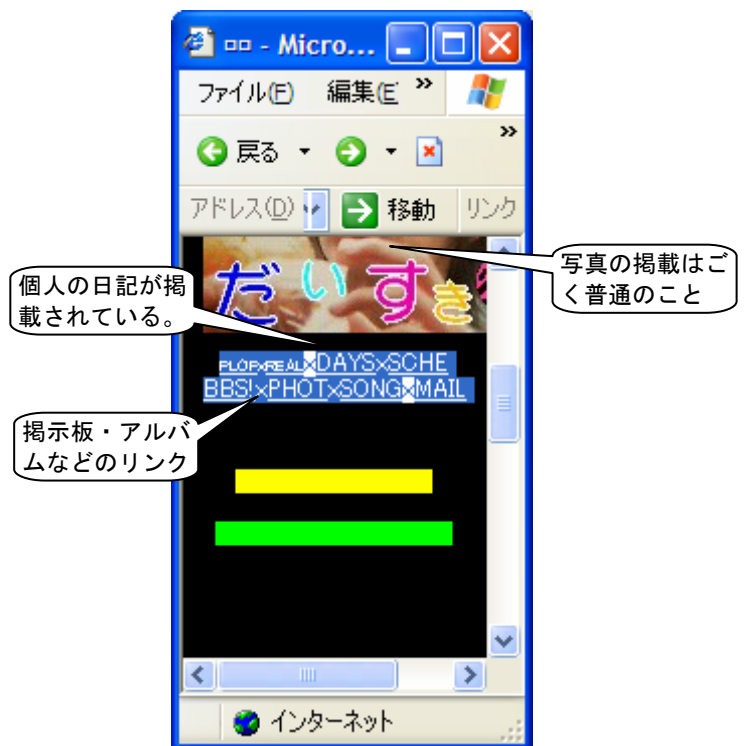 □□ - Micro...
ファイル(F) 編集(E »
戻る »
アドレス(D) 移動 リンク
だいすき
写真の掲載はご
く普通のこと
個人の日記が掲
載されている。
PLOF×REAL×DAYS×SCHE
BBS!×PHOT×SONG×MAIL
掲示板・アルバ
ムなどのリンク
インターネット